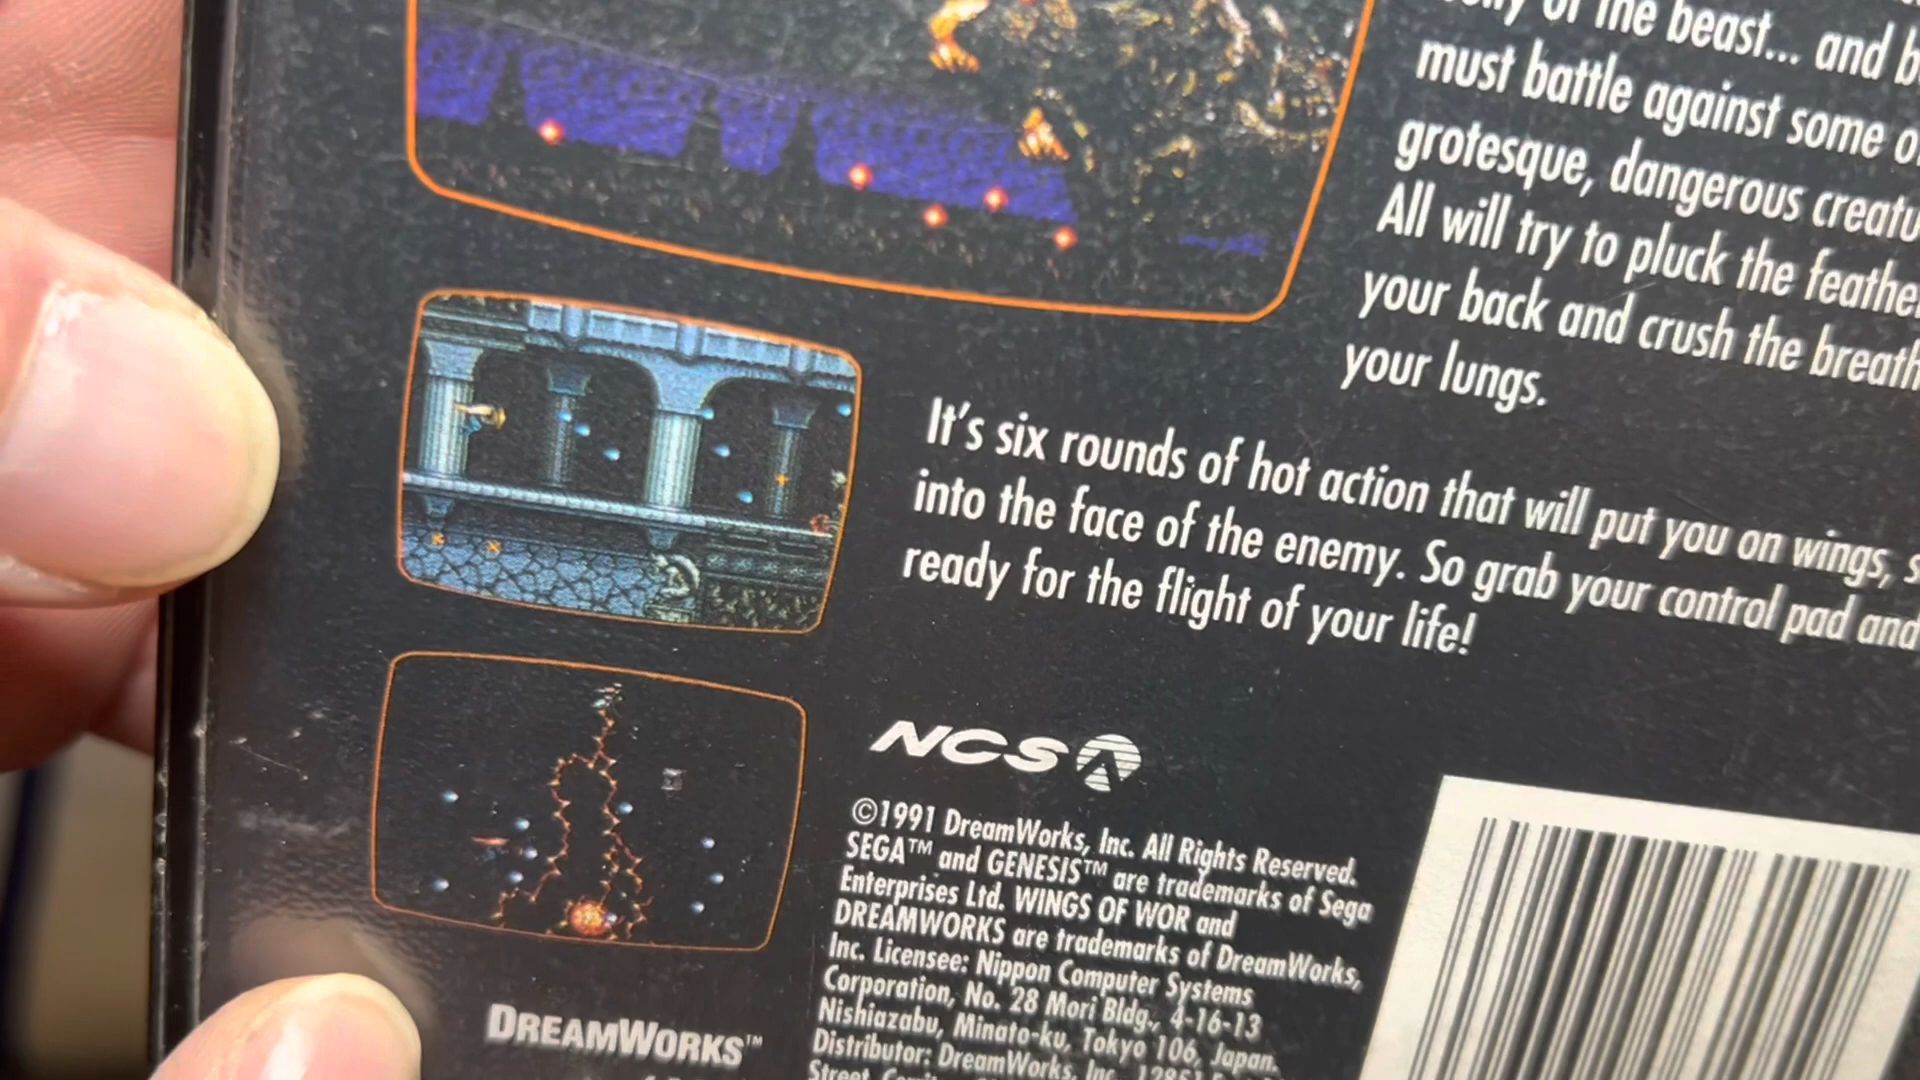 of the beast... and
must battle against some
grotesque, dangerous
All will try to pluck the
your back and crush the
your lungs.
It's six rounds of hot action that will put you on wings,
into the face of the enemy. So grab your control pad and
ready for the flight of your life!
NCS
©1991 DreamWorks, Inc. All Rights Reserved.
SEGA™ and GENESIS™ are trademarks of Sega
Enterprises Ltd. WINGS OF WOR and
DREAMWORKS are trademarks of DreamWorks,
Inc. Licensee: Nippon Computer Systems
Corporation, No. 28 Mori Bldg., 4-16-13
Nishiazabu, Minato-ku, Tokyo 106, Japan.
Distributor: DreamWorks, Inc.
Street,
DREAMWORKS™